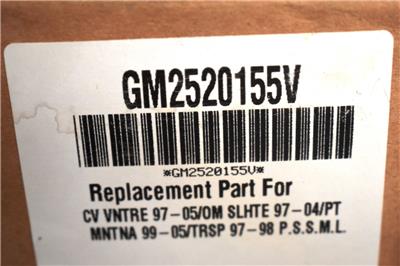 GM2520155V
*GM2520155V*
Replacement Part For
CV VNTRE 97-05/OM SLHTE 97-04/PT
MNTNA 99-05/TRSP 97-98 P.S.S.M.L.